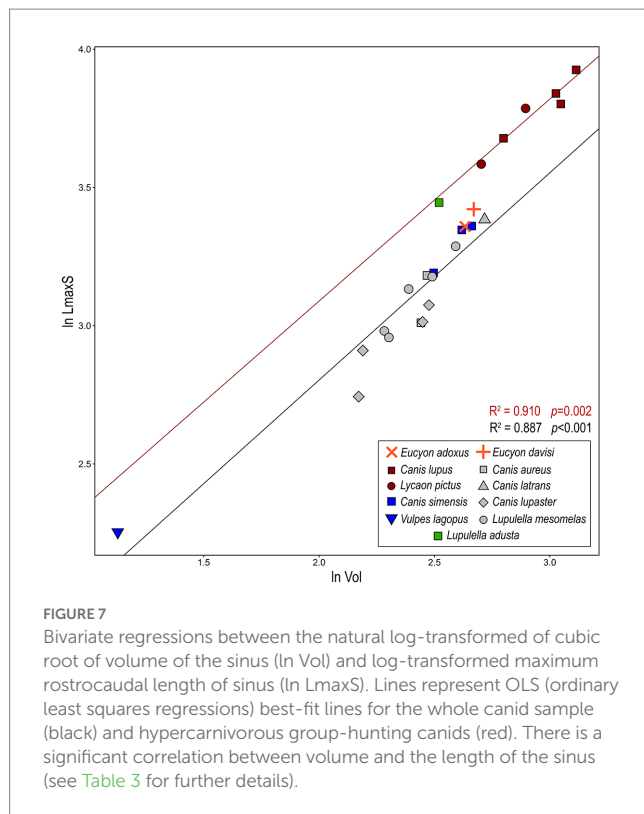 4.0
3.5
3.0
2.5
ln LmaxS
1.5
2.0
2.5
3.0
ln Vol
R² = 0.910 p=0.002
R² = 0.887 p<0.001
Eucyon adoxus
Eucyon davisi
Canis lupus
Canis aureus
Lycaon pictus
Canis latrans
Canis simensis
Canis lupaster
Vulpes lagopus
Lupulella mesomelas
Lupulella adusta
FIGURE 7
Bivariate regressions between the natural log-transformed of cubic
root of volume of the sinus (ln Vol) and log-transformed maximum
rostrocaudal length of sinus (ln LmaxS). Lines represent OLS (ordinary
least squares regressions) best-fit lines for the whole canid sample
(black) and hypercarnivorous group-hunting canids (red). There is a
significant correlation between volume and the length of the sinus
(see Table 3 for further details).